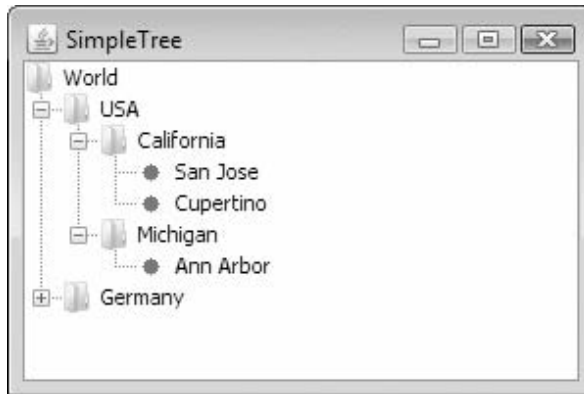 SimpleTree
World
USA
California
San Jose
Cupertino
Michigan
Ann Arbor
Germany